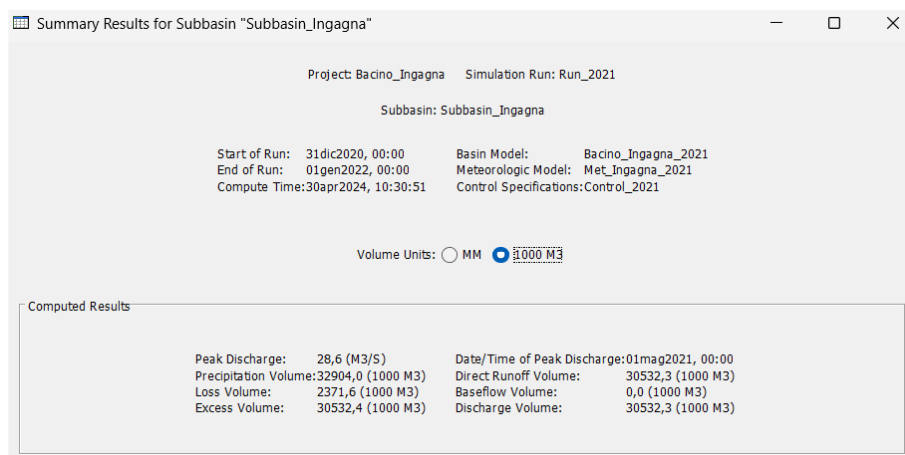 Summary Results for Subbasin "Subbasin_Ingagna"
Project: Bacino_Ingagna Simulation Run: Run_2021
Subbasin: Subbasin_Ingagna
Start of Run: 31dic2020, 00:00 Basin Model: Bacino_Ingagna_2021
End of Run: 01gen2022, 00:00 Meteorologic Model: Met_Ingagna_2021
Compute Time:30apr2024, 10:30:51 Control Specifications:Control_2021
Volume Units: MM 1000 M3
Computed Results
Peak Discharge: 28,6 (M3/S) Date/Time of Peak Discharge:01mag2021, 00:00
Precipitation Volume:32904,0 (1000 M3) Direct Runoff Volume: 30532,3 (1000 M3)
Loss Volume: 2371,6 (1000 M3) Baseflow Volume: 0,0 (1000 M3)
Excess Volume: 30532,4 (1000 M3) Discharge Volume: 30532,3 (1000 M3)